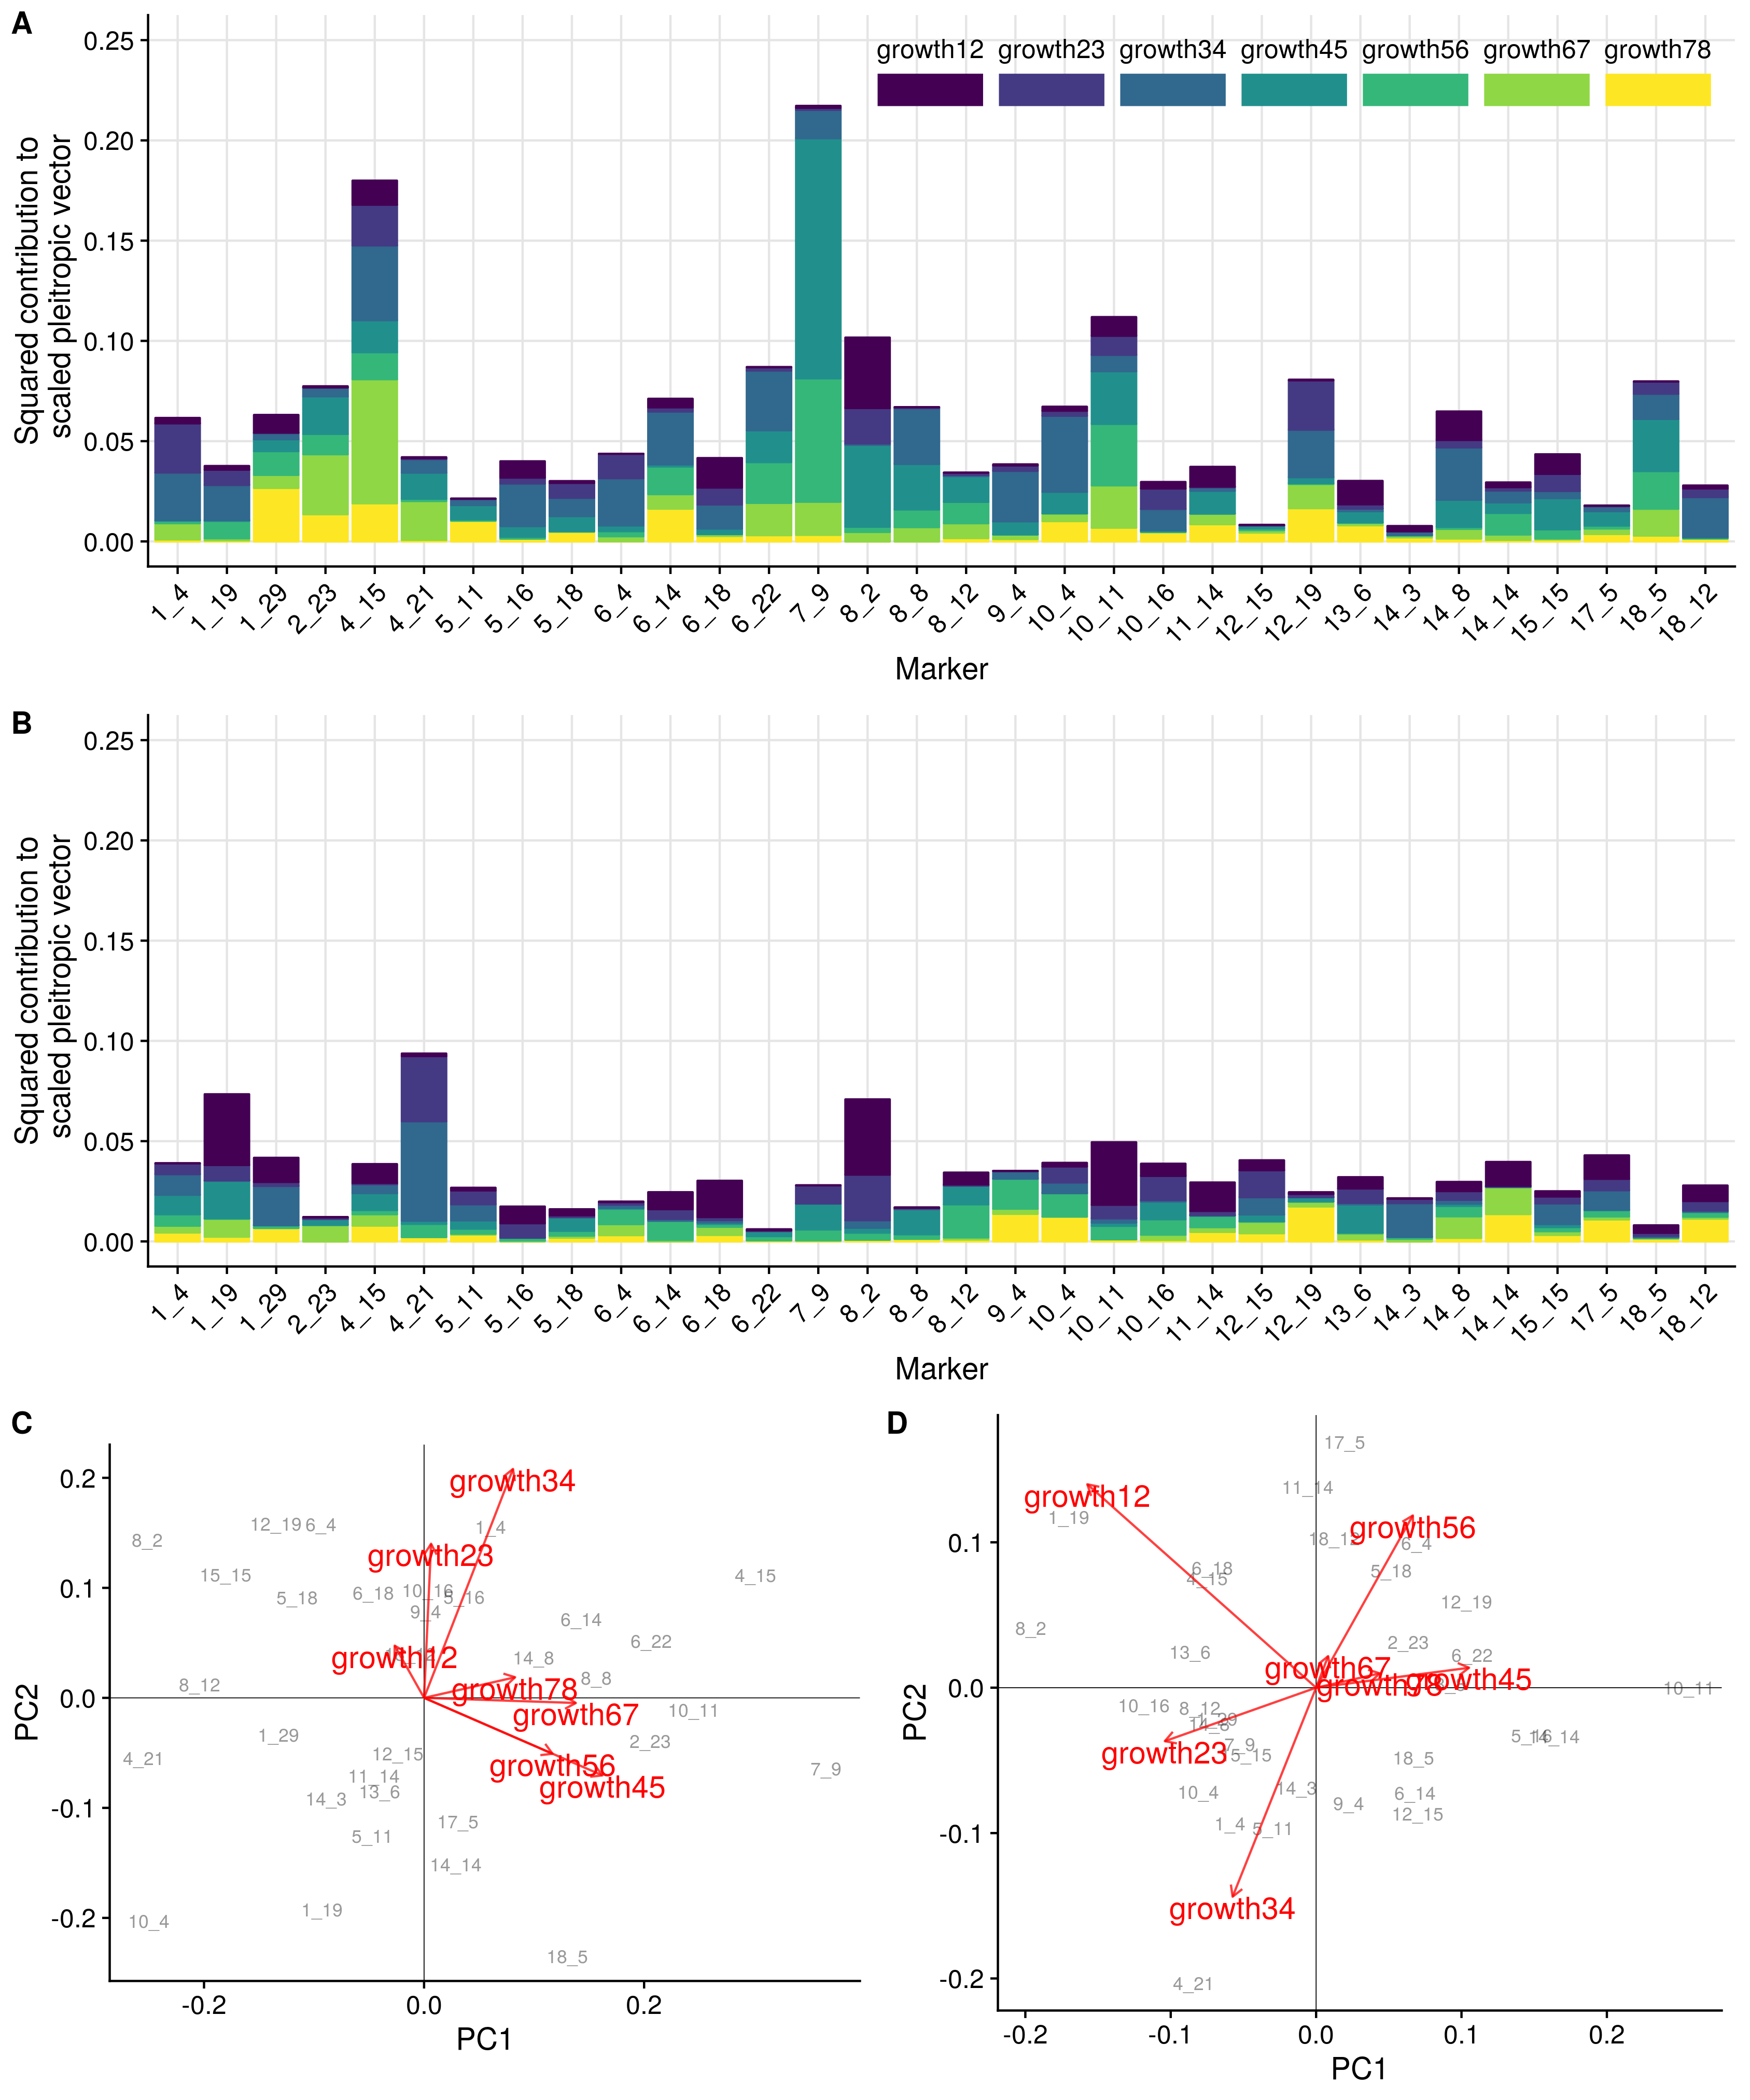 A
Squared contribution to
scaled pleitropic vector
0.25
0.20
0.15
0.10
0.05
0.00
growth12 growth23 growth34 growth45 growth56 growth67 growth78
1_4 1_19 1_29 2_23 4_15 4_21 5_11 5_16 5_18 6_4 6_14 6_18 6_22 7_9 8_2 8_8 8_12 9_4 10_4 10_11 10_16 11_14 12_15 12_19 13_6 14_3 14_8 14_14 15_15 17_5 18_5 18_12
Marker
B
Squared contribution to
scaled pleitropic vector
0.25
0.20
0.15
0.10
0.05
0.00
1_4 1_19 1_29 2_23 4_15 4_21 5_11 5_16 5_18 6_4 6_14 6_18 6_22 7_9 8_2 8_8 8_12 9_4 10_4 10_11 10_16 11_14 12_15 12_19 13_6 14_3 14_8 14_14 15_15 17_5 18_5 18_12
Marker
C
PC2
0.2
0.1
0.0
-0.1
-0.2
growth34
12_19 6_4
1_4
8_2
growth23
15_15
4_15
5_18
6_18
10_16
5_16
9_4
6_14
6_22
growth12
14_8
8_8
growth78
8_12
10_11
growth67
1_29
2_23
12_15
4_21
growth56
7_9
11_14
growth45
13_6
14_3
17_5
5_11
14_14
1_19
10_4
18_5
-0.2 0.0 0.2
PC1
D
PC2
0.1
0.0
-0.1
-0.2
17_5
11_14
growth12
1_19
growth56
18_12
6_4
6_18
5_18
4_15
12_19
8_2
2_23
13_6
6_22
growth67
growth78
growth45
10_11
10_16
8_12
1_29
14_8
5_16
14_14
7_9
growth23
15_15
18_5
14_3
10_4
6_14
9_4
12_15
1_4
5_11
growth34
4_21
-0.2 -0.1 0.0 0.1 0.2
PC1